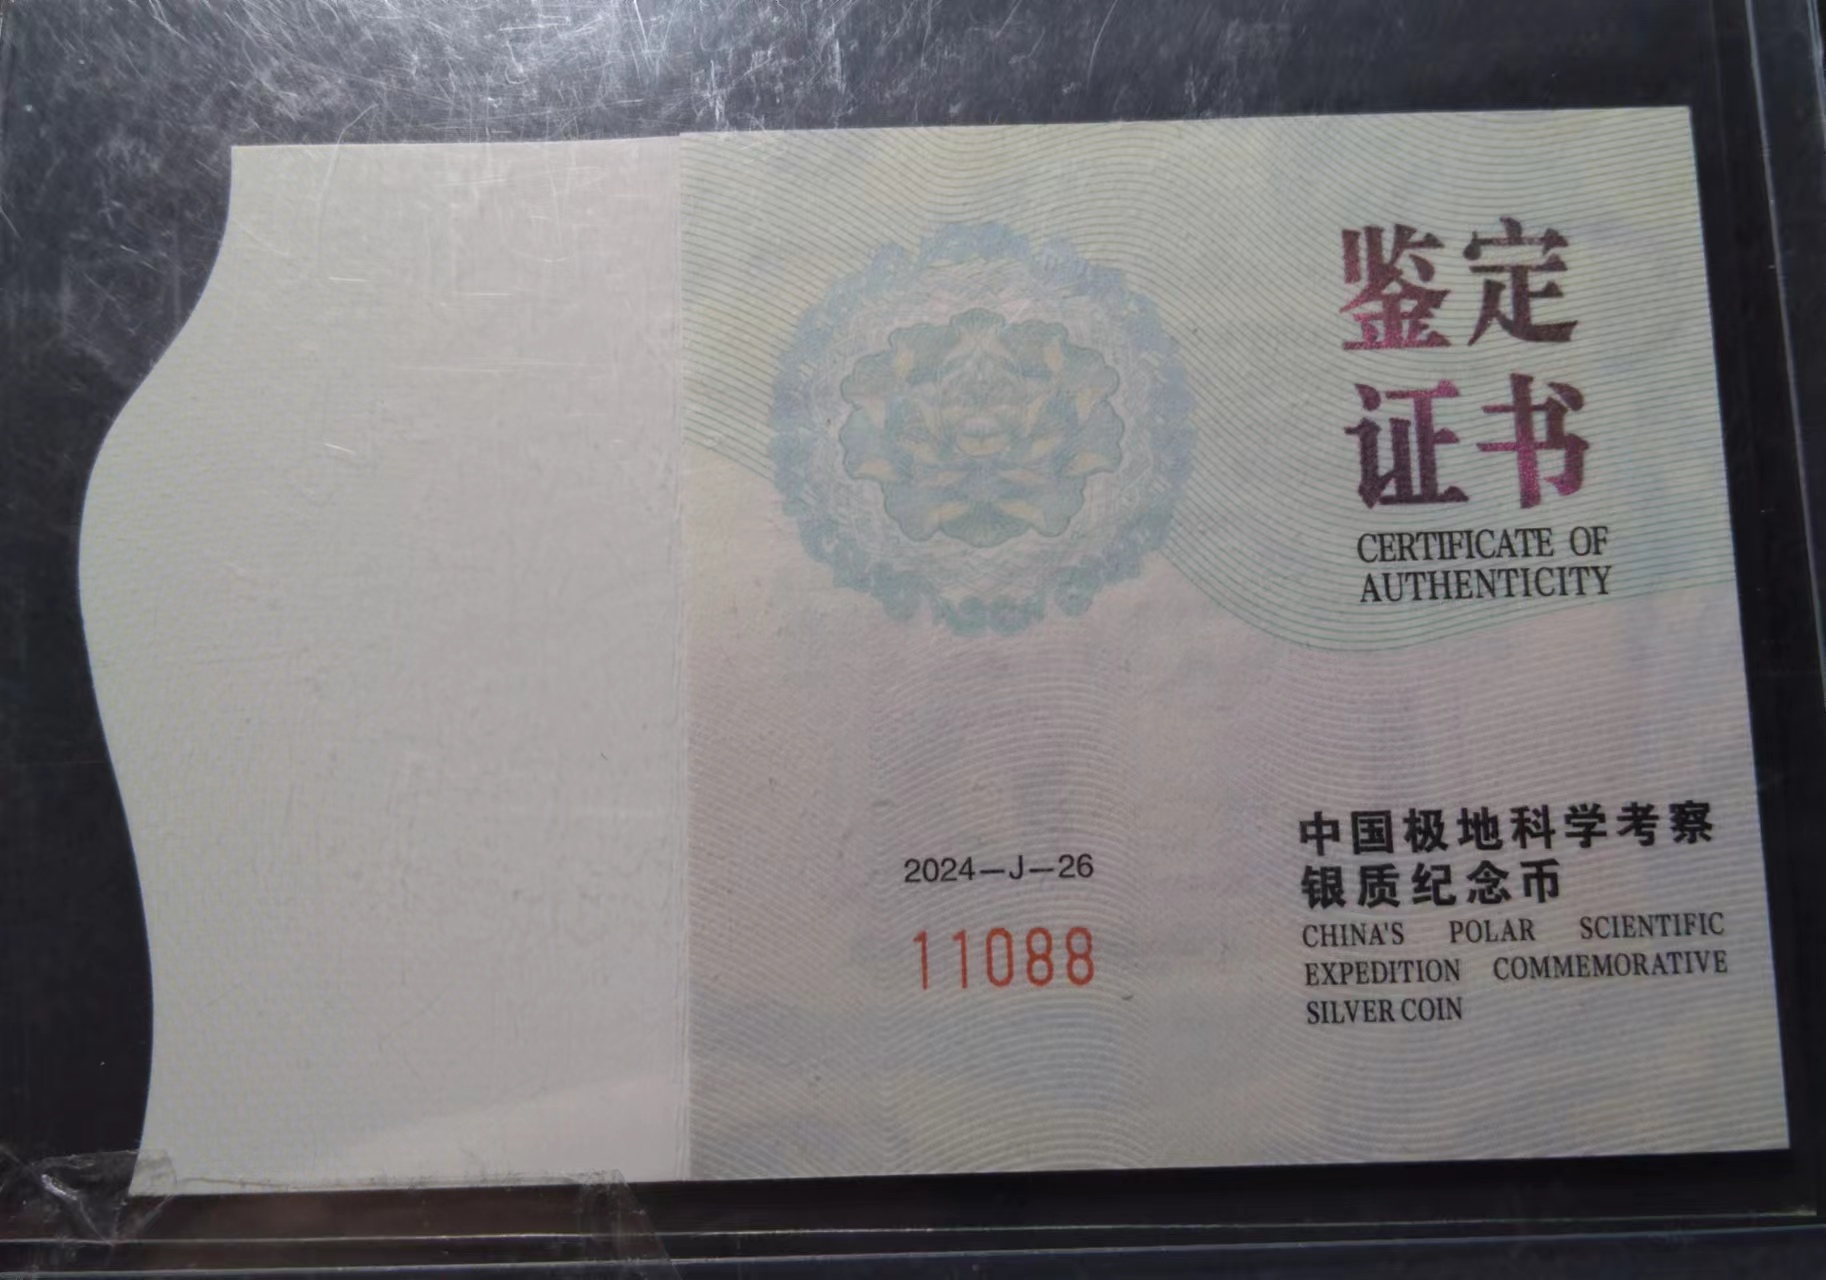 鉴定
证书
CERTIFICATE OF
AUTHENTICITY
2024—J—26
11088
中国极地科学考察
银质纪念币
CHINA'S POLAR SCIENTIFIC
EXPEDITION COMMEMORATIVE
SILVER COIN